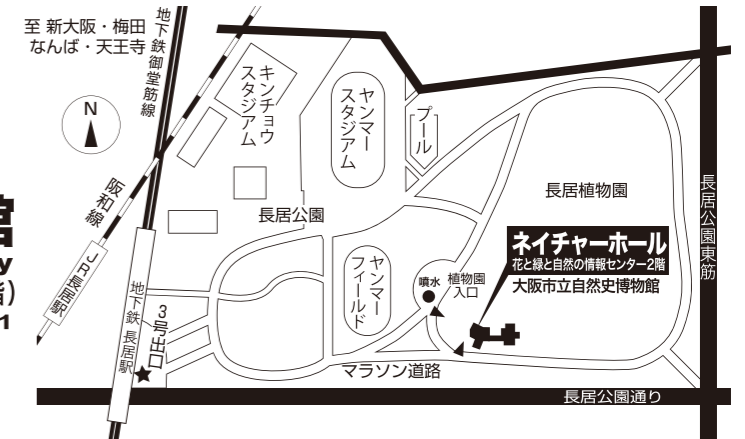 至 新大阪・梅田
なんば・天王寺
地下鉄御堂筋線
N
キンチョウ
スタジアム
ヤンマー
スタジアム
プール
阪和線
長居公園
長居植物園
長居公園東筋
館
y
階)
1
ネイチャーホール
花と緑と自然の情報センター2階
大阪市立自然史博物館
JR長居駅
地下鉄 長居駅
3号出口
ヤンマー
フィールド
噴水
植物園
入口
マラソン道路
長居公園通り